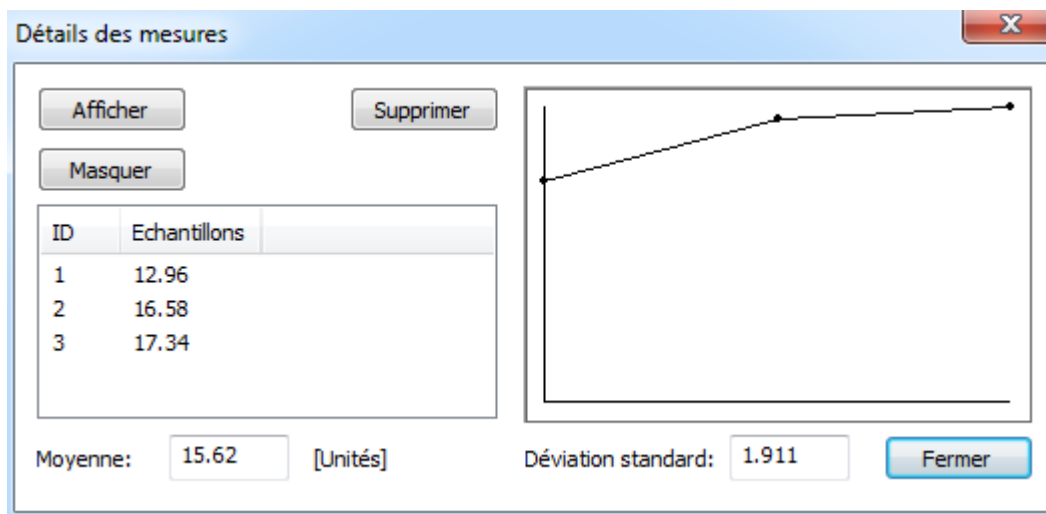 Détails des mesures
Afficher Supprimer
Masquer
ID Echantillons
1 12.96
2 16.58
3 17.34
Moyenne: 15.62 [Unités] Déviation standard: 1.911 Fermer